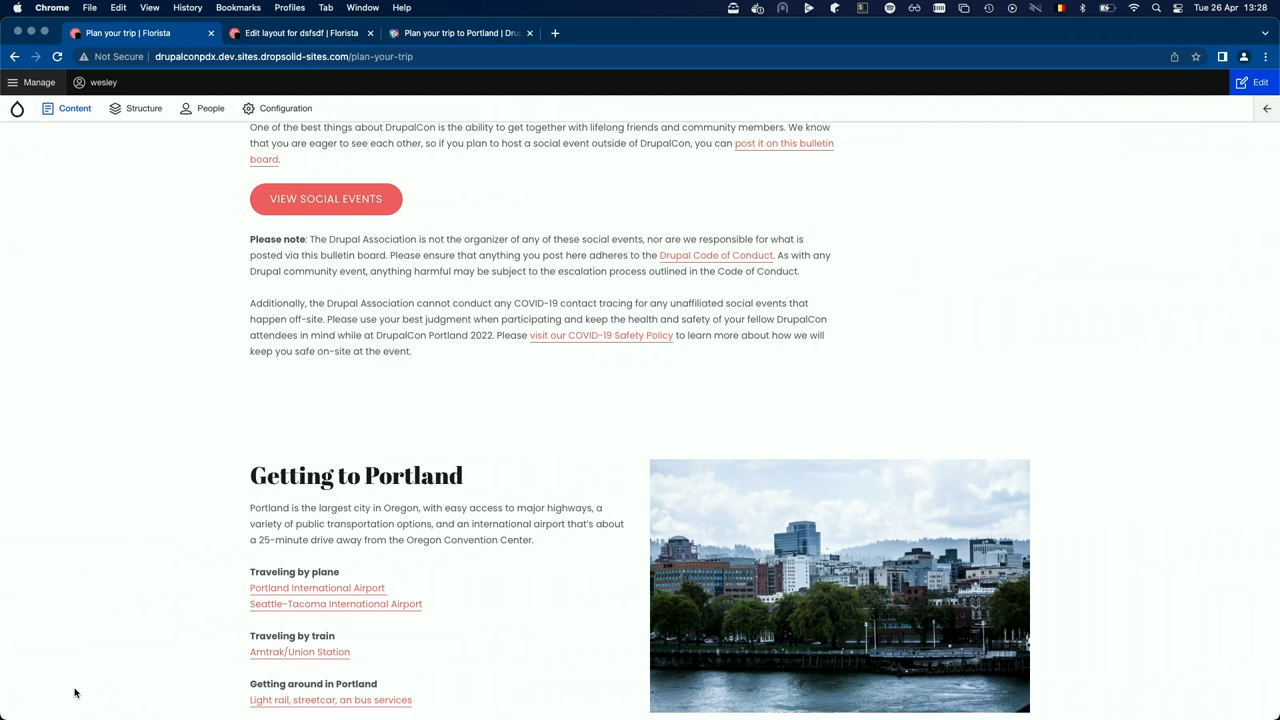 Chrome File Edit View History Bookmarks Profiles Tab Window Help Tue 26 Apr 13:28
Plan your trip | Florista
Edit layout for dsfsdf | Florista
Plan your trip to Portland | Dru
Not Secure drupalconpdx.dev.sites.dropsolid-sites.com/plan-your-trip
Manage wesley Edit
Content Structure People Configuration
One of the best things about DrupalCon is the ability to get together with lifelong friends and community members. We know
that you are eager to see each other, so if you plan to host a social event outside of DrupalCon, you can post it on this bulletin
board.
VIEW SOCIAL EVENTS
Please note: The Drupal Association is not the organizer of any of these social events, nor are we responsible for what is
posted via this bulletin board. Please ensure that anything you post here adheres to the Drupal Code of Conduct. As with any
Drupal community event, anything harmful may be subject to the escalation process outlined in the Code of Conduct.
Additionally, the Drupal Association cannot conduct any COVID-19 contact tracing for any unaffiliated social events that
happen off-site. Please use your best judgment when participating and keep the health and safety of your fellow DrupalCon
attendees in mind while at DrupalCon Portland 2022. Please visit our COVID-19 Safety Policy to learn more about how we will
keep you safe on-site at the event.
Getting to Portland
Portland is the largest city in Oregon, with easy access to major highways, a
variety of public transportation options, and an international airport that's about
a 25-minute drive away from the Oregon Convention Center.
Traveling by plane
Portland International Airport
Seattle-Tacoma International Airport
Traveling by train
Amtrak/Union Station
Getting around in Portland
Light rail, streetcar, an bus services